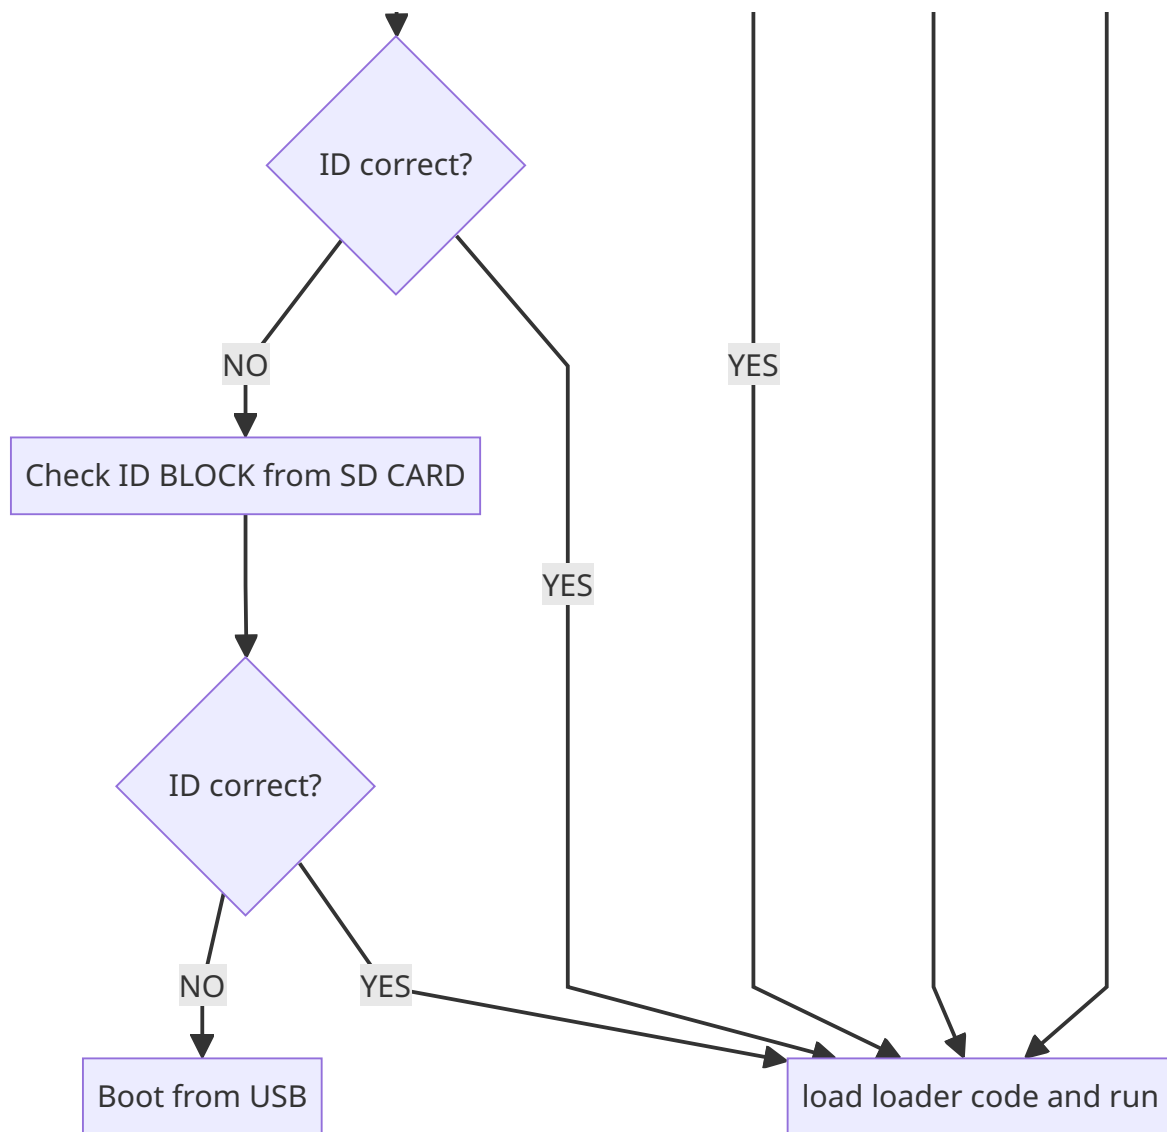 ID correct?
NO
YES
Check ID BLOCK from SD CARD
YES
ID correct?
NO
YES
Boot from USB
load loader code and run